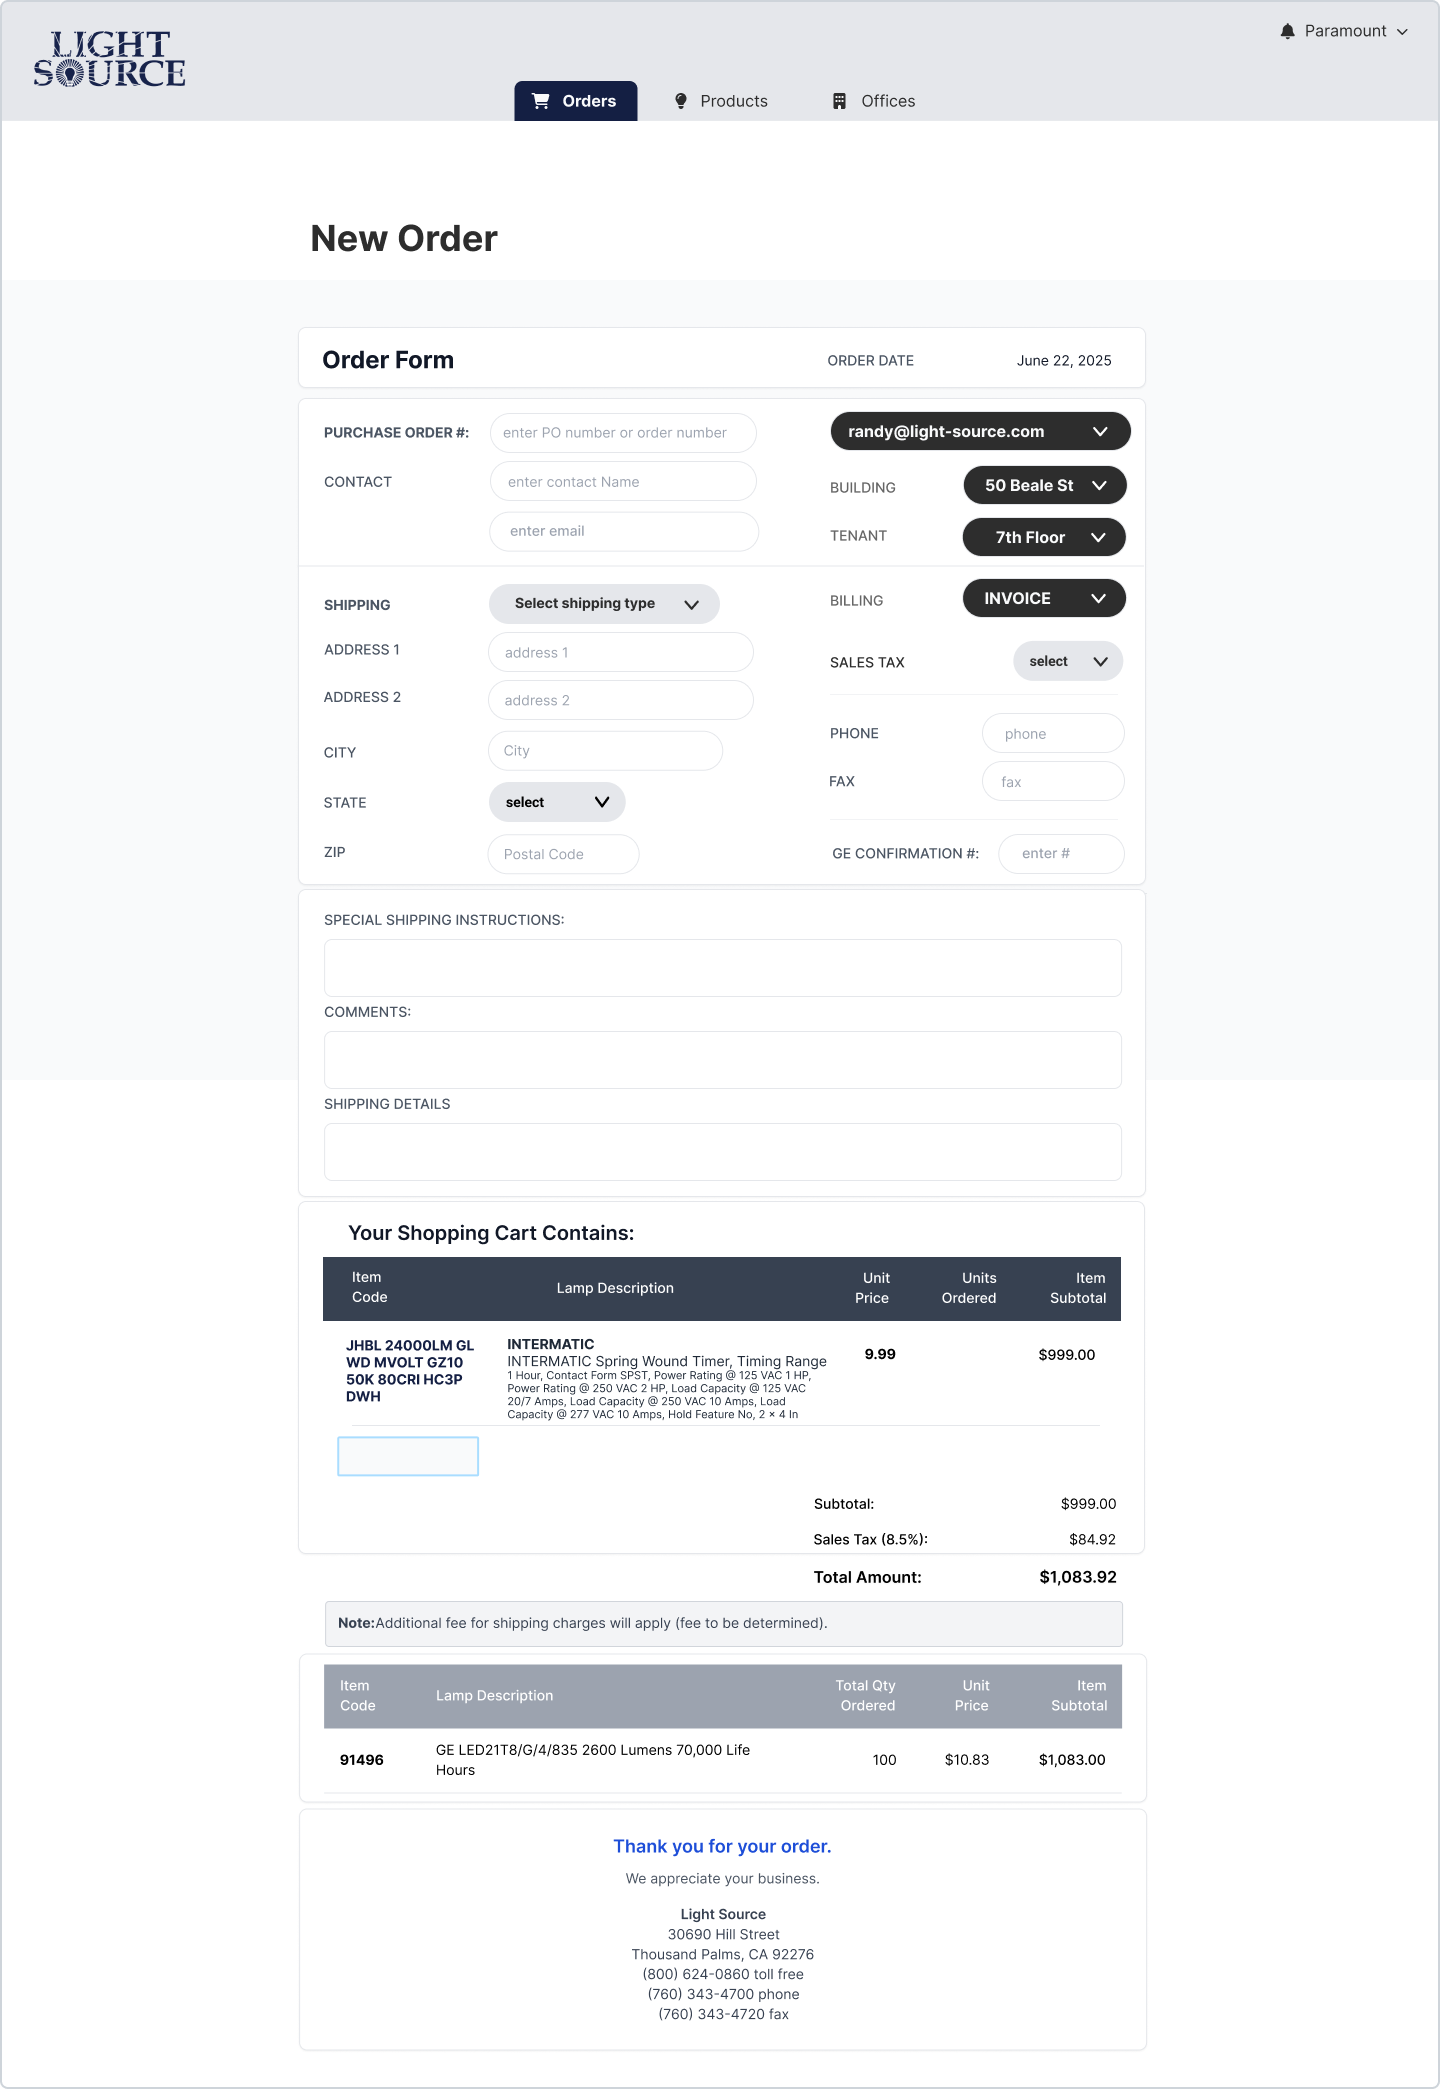 LIGHT
SOURCE
Paramount
Orders
Products
Offices
New Order
Order Form
ORDER DATE
June 22, 2025
PURCHASE ORDER #:
enter PO number or order number
randy@light-source.com
CONTACT
enter contact Name
BUILDING
50 Beale St
enter email
TENANT
7th Floor
SHIPPING
Select shipping type
BILLING
INVOICE
ADDRESS 1
address 1
SALES TAX
select
ADDRESS 2
address 2
PHONE
phone
CITY
City
FAX
fax
STATE
select
ZIP
Postal Code
GE CONFIRMATION #:
enter #
SPECIAL SHIPPING INSTRUCTIONS:
COMMENTS:
SHIPPING DETAILS
Your Shopping Cart Contains:
Item
Code
Lamp Description
Unit
Price
Units
Ordered
Item
Subtotal
JHBL 24000LM GL
WD MVOLT GZ10
50K 80CRI HC3P
DWH
INTERMATIC
INTERMATIC Spring Wound Timer, Timing Range
1 Hour, Contact Form SPST, Power Rating @ 125 VAC 1 HP,
Power Rating @ 250 VAC 2 HP, Load Capacity @ 125 VAC
20/7 Amps, Load Capacity @ 250 VAC 10 Amps, Load
Capacity @ 277 VAC 10 Amps, Hold Feature No, 2 × 4 In
9.99
$999.00
Subtotal:
$999.00
Sales Tax (8.5%):
$84.92
Total Amount:
$1,083.92
Note:Additional fee for shipping charges will apply (fee to be determined).
Item
Code
Lamp Description
Total Qty
Ordered
Unit
Price
Item
Subtotal
91496
GE LED21T8/G/4/835 2600 Lumens 70,000 Life
Hours
100
$10.83
$1,083.00
Thank you for your order.
We appreciate your business.
Light Source
30690 Hill Street
Thousand Palms, CA 92276
(800) 624-0860 toll free
(760) 343-4700 phone
(760) 343-4720 fax